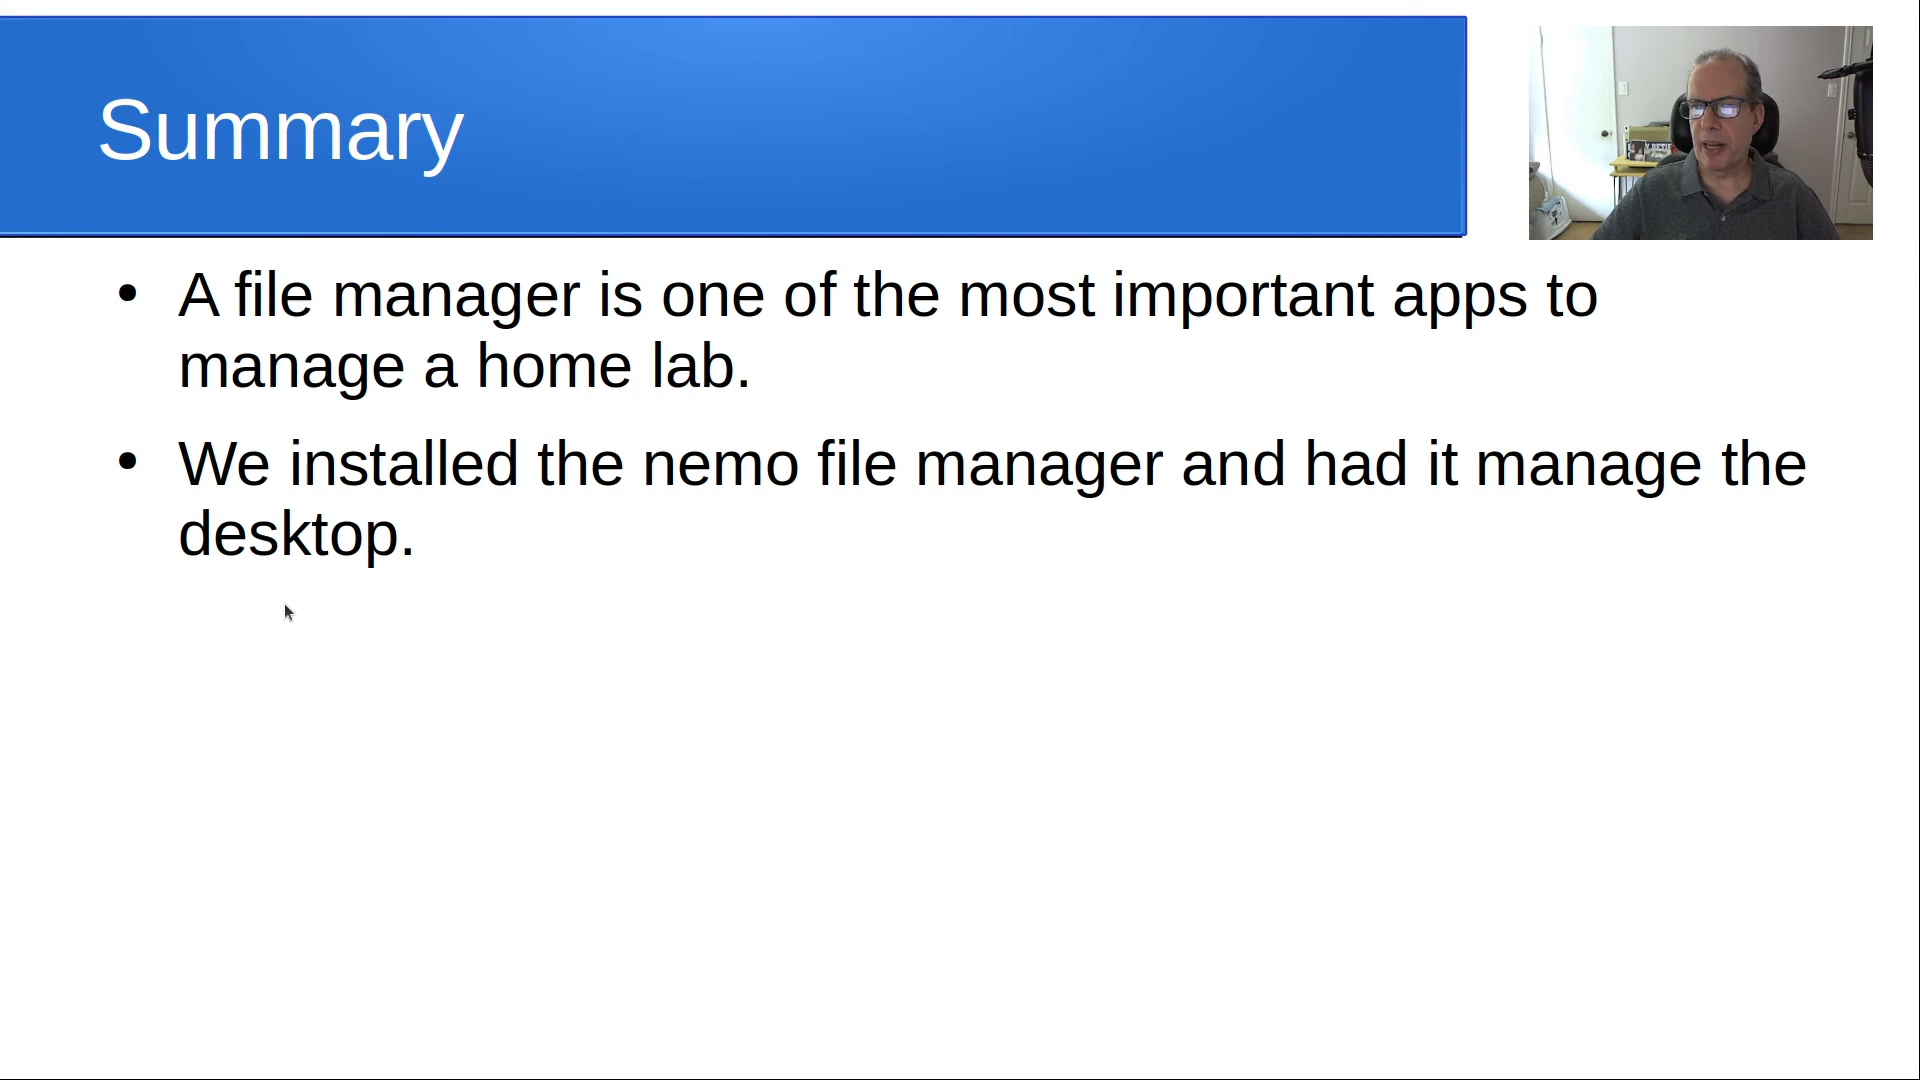 Summary
• A file manager is one of the most important apps to
manage a home lab.
• We installed the nemo file manager and had it manage the
desktop.